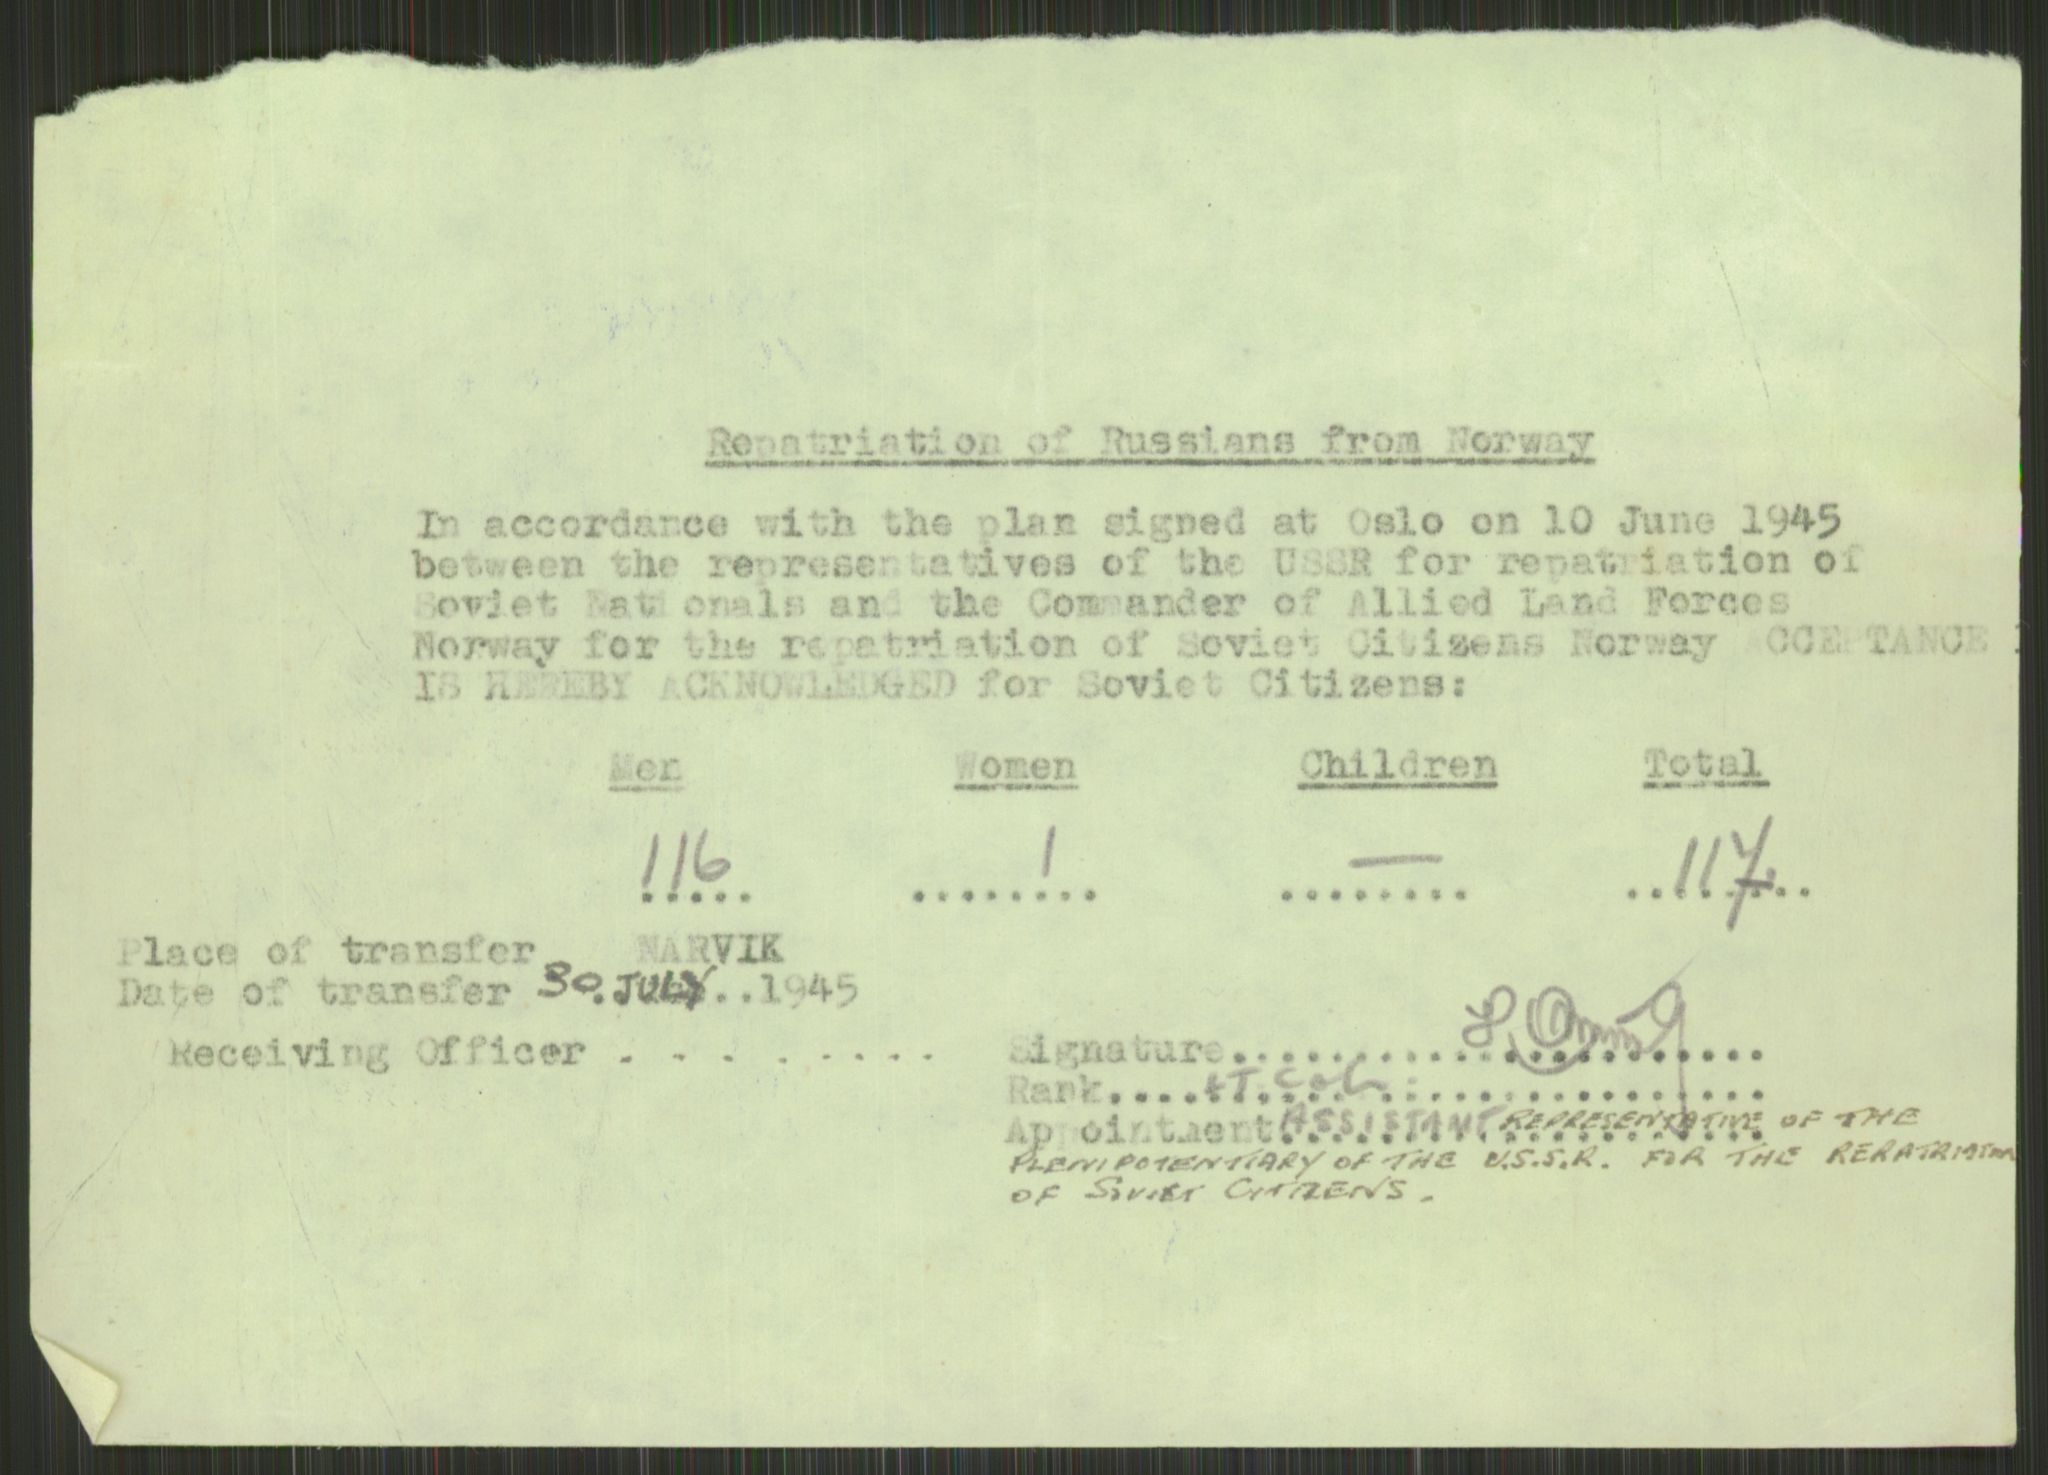 Repatriation of Russians from Norway
In accordance with the plan signed at Oslo on 10 June 1945
between the representatives of the USSR for repatriation of
Soviet Nationals and the Commander of Allied Land Forces
Norway for the repatriation of Soviet Citizens Norway ACCEPTANCE
IS HEREBY ACKNOWLEDGED for Soviet Citizens:
Men Women Children Total
116 1 — 117.
Place of transfer NARVIK
Date of transfer 30 JULY 1945
Receiving Officer . . . . . . . . Signature
Rank LT. COL
Appointment ASSISTANT REPRESENTATIVE OF THE
PLENIPOTENTIARY OF THE U.S.S.R. FOR THE REPATRIATION
OF SOVIET CITIZENS.